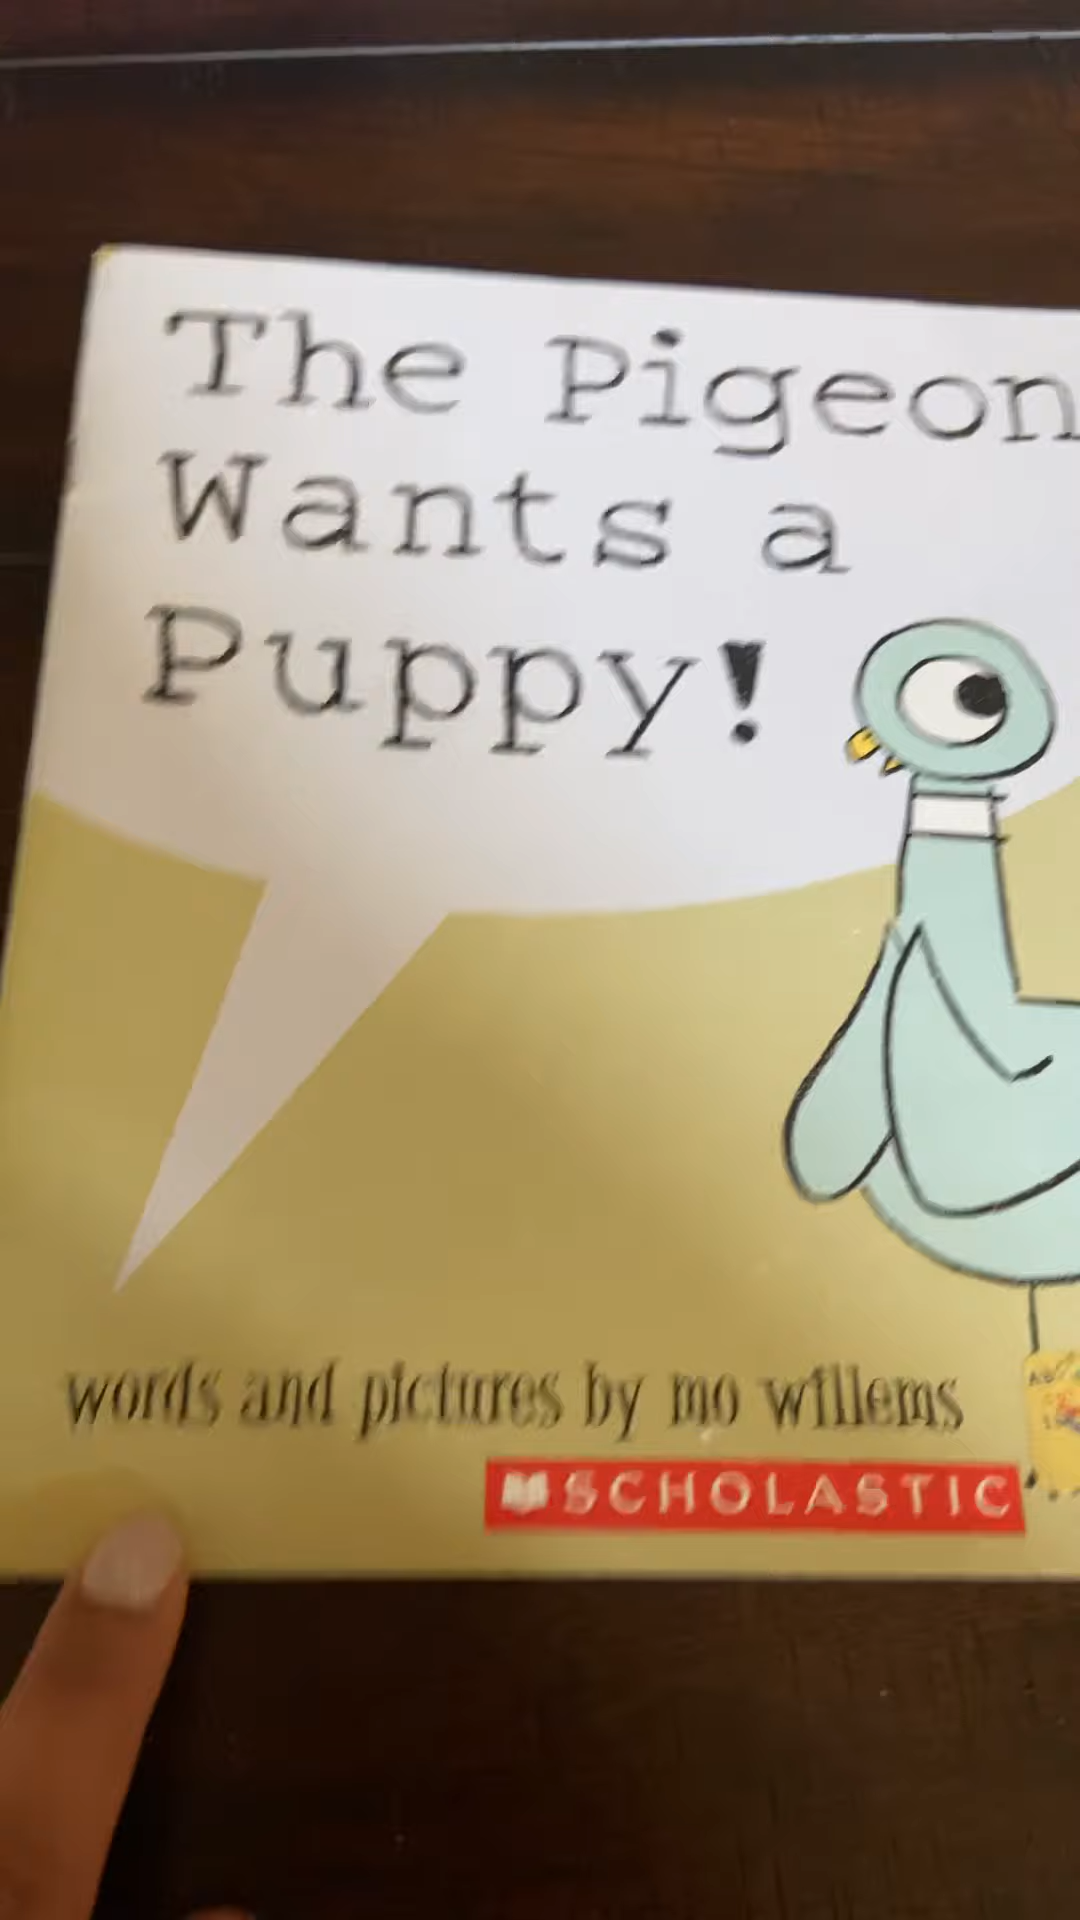 The Pigeon
Wants a
Puppy!
words and pictures by mo willems
SCHOLASTIC